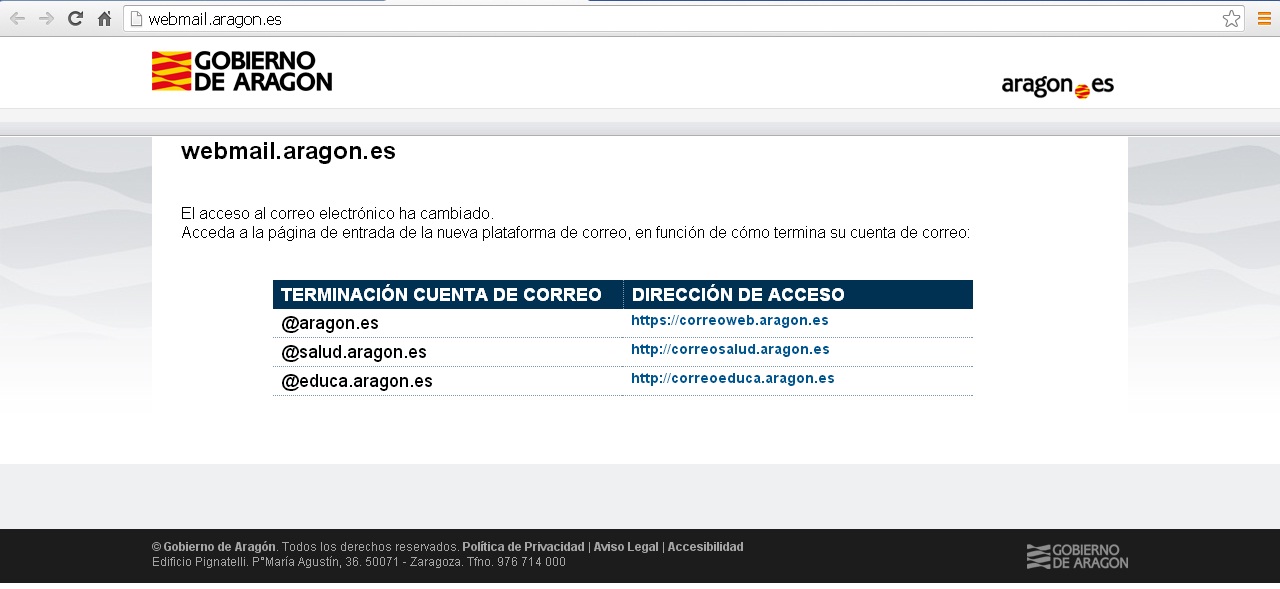 webmail.aragon.es
GOBIERNO
DE ARAGON
aragon.es
webmail.aragon.es
El acceso al correo electrónico ha cambiado.
Acceda a la página de entrada de la nueva plataforma de correo, en función de cómo termina su cuenta de correo:
TERMINACIÓN CUENTA DE CORREO DIRECCIÓN DE ACCESO
@aragon.es https://correoweb.aragon.es
@salud.aragon.es http://correosalud.aragon.es
@educa.aragon.es http://correoeduca.aragon.es
© Gobierno de Aragón. Todos los derechos reservados. Política de Privacidad | Aviso Legal | Accesibilidad
Edificio Pignatelli. PºMaría Agustín, 36. 50071 - Zaragoza. Tfno. 976 714 000
GOBIERNO
DE ARAGON